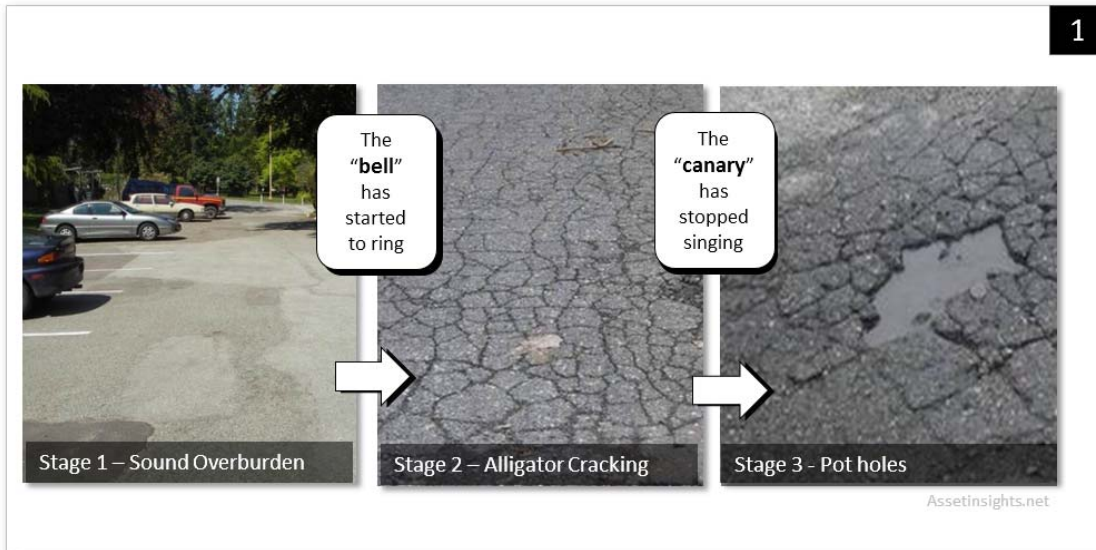 1
The
“bell”
has
started
to ring
The
“canary”
has
stopped
singing
Stage 1 – Sound Overburden
Stage 2 – Alligator Cracking
Stage 3 - Pot holes
Assetinsights.net